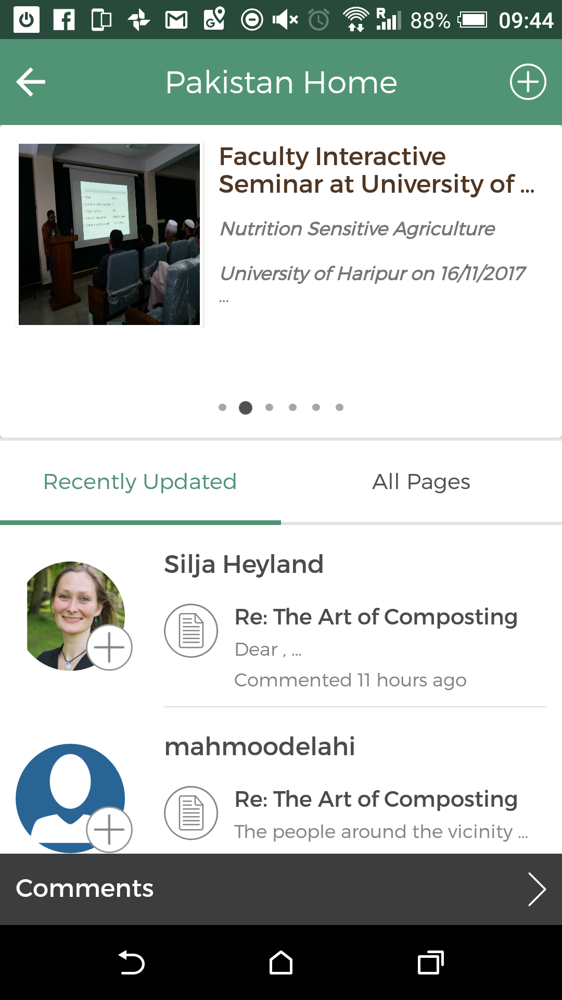 R 88% 09:44
Pakistan Home
Faculty Interactive
Seminar at University of ...
Nutrition Sensitive Agriculture
University of Haripur on 16/11/2017
...
Recently Updated
All Pages
Silja Heyland
Re: The Art of Composting
Dear , ...
Commented 11 hours ago
mahmoodelahi
Re: The Art of Composting
The people around the vicinity ...
Comments